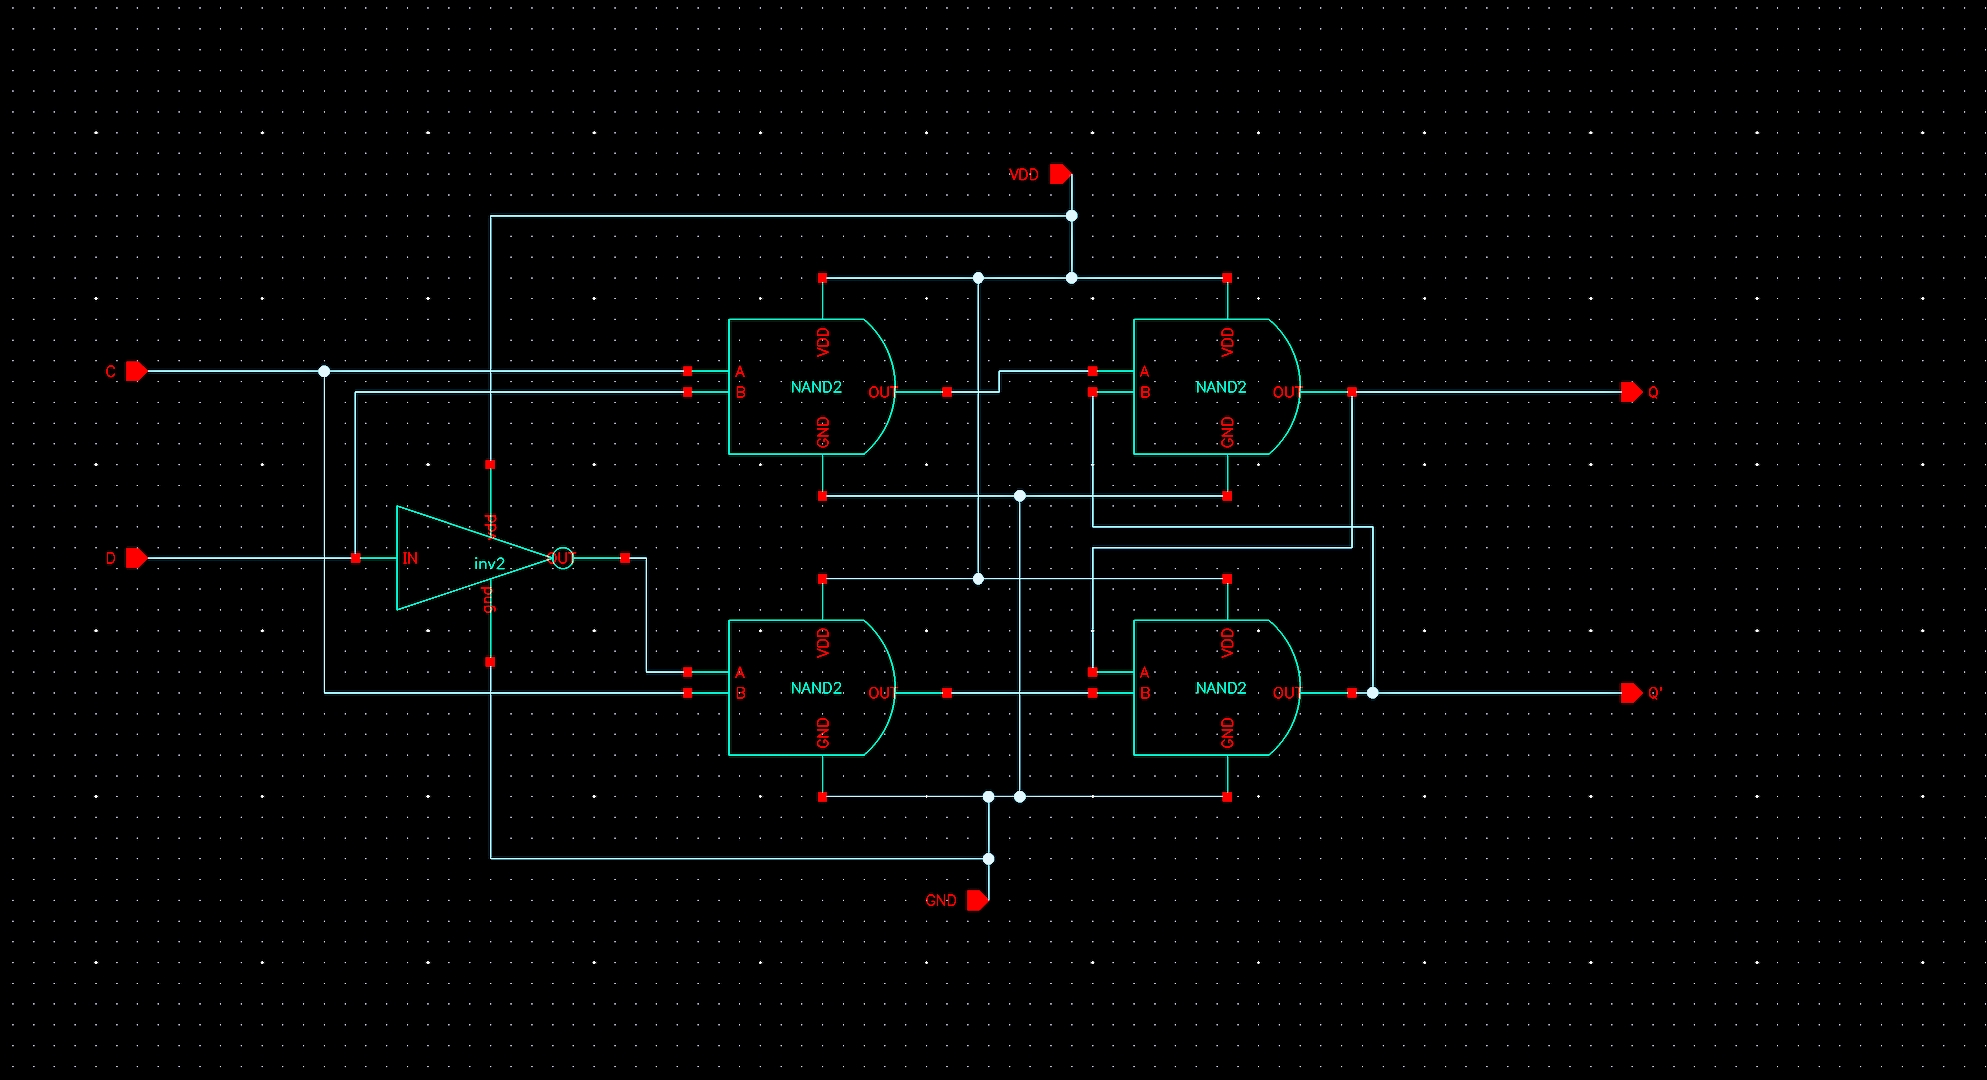 VDD
C
A
B
VDD
NAND2
GND
OUT
A
B
VDD
NAND2
GND
OUT
Q
D
IN
vdd
inv2
gnd
OUT
A
B
VDD
NAND2
GND
OUT
A
B
VDD
NAND2
GND
OUT
Q'
GND